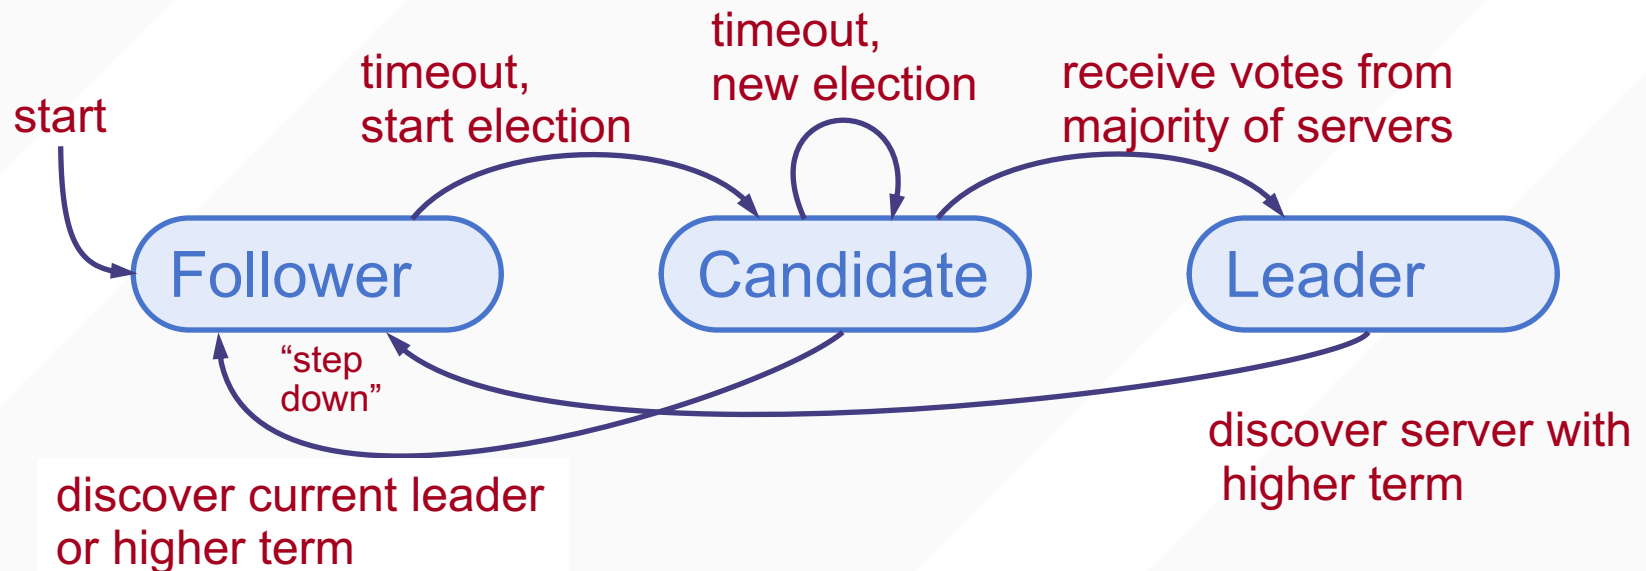 start
timeout,
start election
timeout,
new election
receive votes from
majority of servers
Follower
Candidate
Leader
“step
down”
discover current leader
or higher term
discover server with
higher term